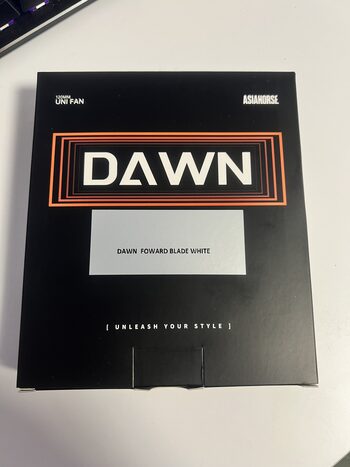 120MM
UNI FAN
ASIAHORSE
DAWN
DAWN FOWARD BLADE WHITE
[ UNLEASH YOUR STYLE ]